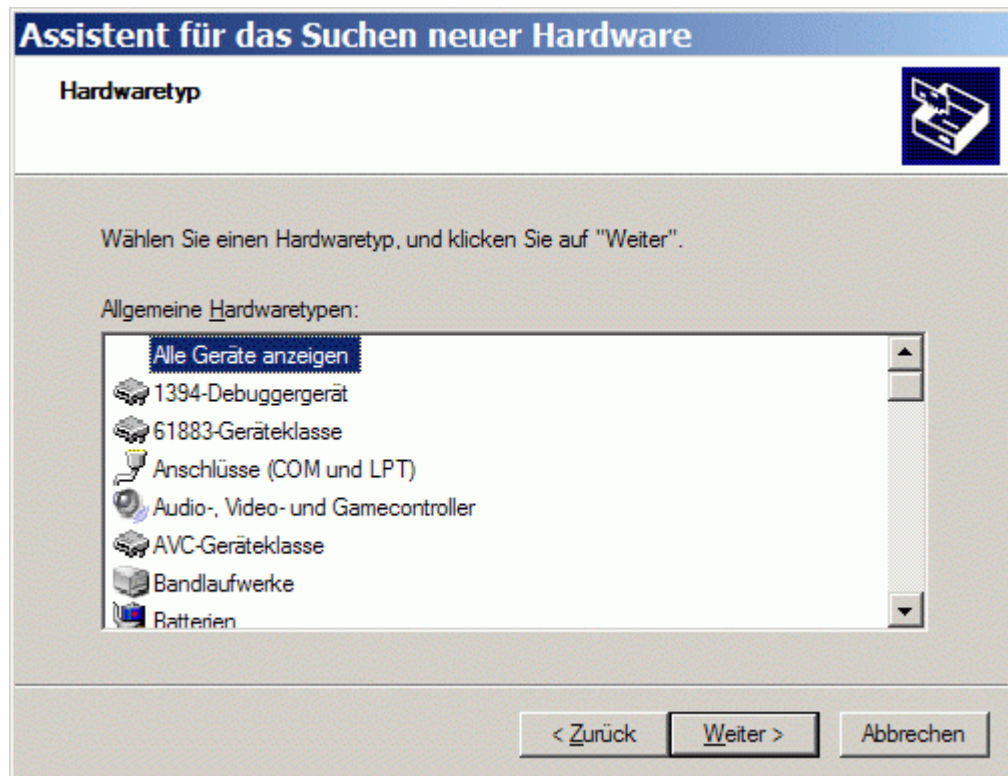 Assistent für das Suchen neuer Hardware
Hardwaretyp
Wählen Sie einen Hardwaretyp, und klicken Sie auf "Weiter".
Allgemeine Hardwaretypen:
Alle Geräte anzeigen
1394-Debuggergerät
61883-Geräteklasse
Anschlüsse (COM und LPT)
Audio-, Video- und Gamecontroller
AVC-Geräteklasse
Bandlaufwerke
Batterien
< Zurück Weiter > Abbrechen